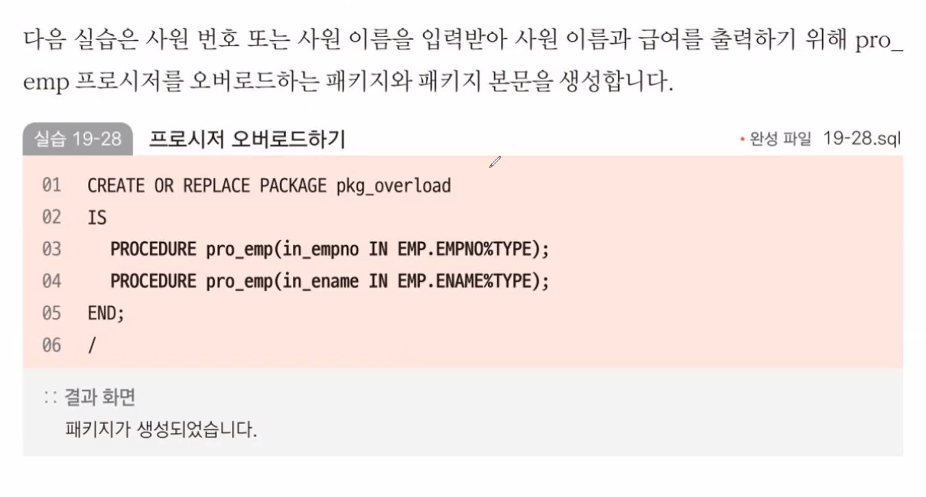 다음 실습은 사원 번호 또는 사원 이름을 입력받아 사원 이름과 급여를 출력하기 위해 pro_
emp 프로시저를 오버로드하는 패키지와 패키지 본문을 생성합니다.
실습 19-28 프로시저 오버로드하기 • 완성 파일 19-28.sql
01 CREATE OR REPLACE PACKAGE pkg_overload
02 IS
03 PROCEDURE pro_emp(in_empno IN EMP.EMPNO%TYPE);
04 PROCEDURE pro_emp(in_ename IN EMP.ENAME%TYPE);
05 END;
06 /
:: 결과 화면
패키지가 생성되었습니다.